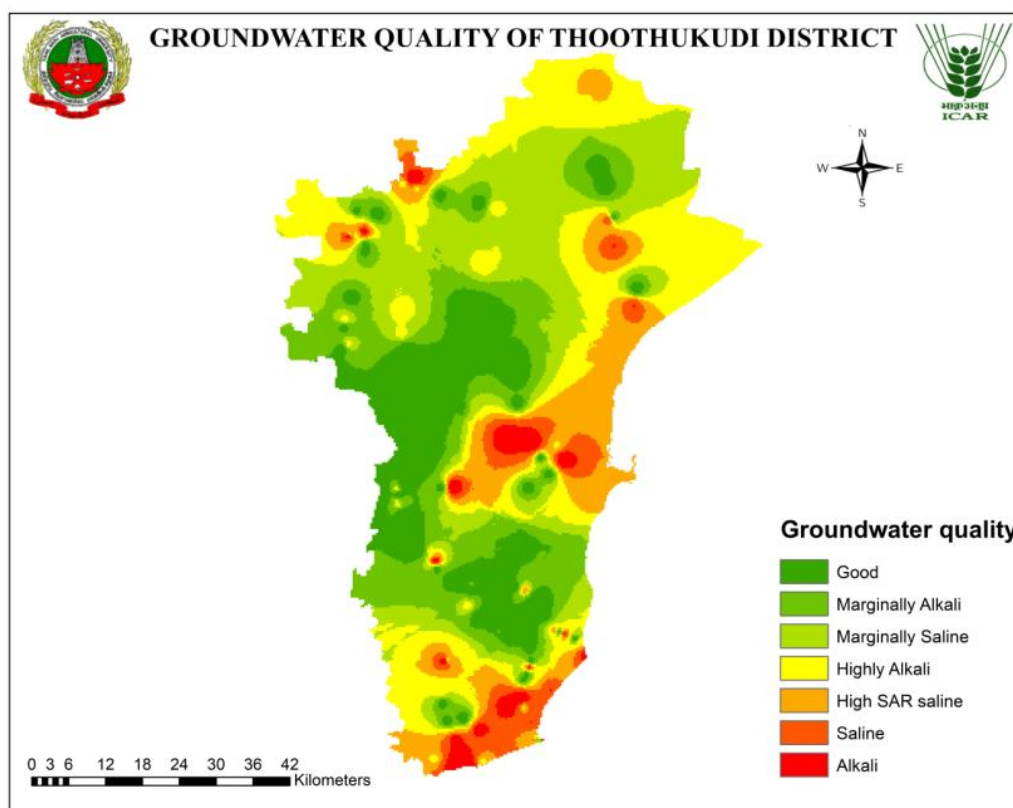 GROUNDWATER QUALITY OF THOOTHUKUDI DISTRICT
भाकृअनुप
ICAR
N
W E
S
Groundwater quality
Good
Marginally Alkali
Marginally Saline
Highly Alkali
High SAR saline
Saline
Alkali
0 3 6 12 18 24 30 36 42
Kilometers